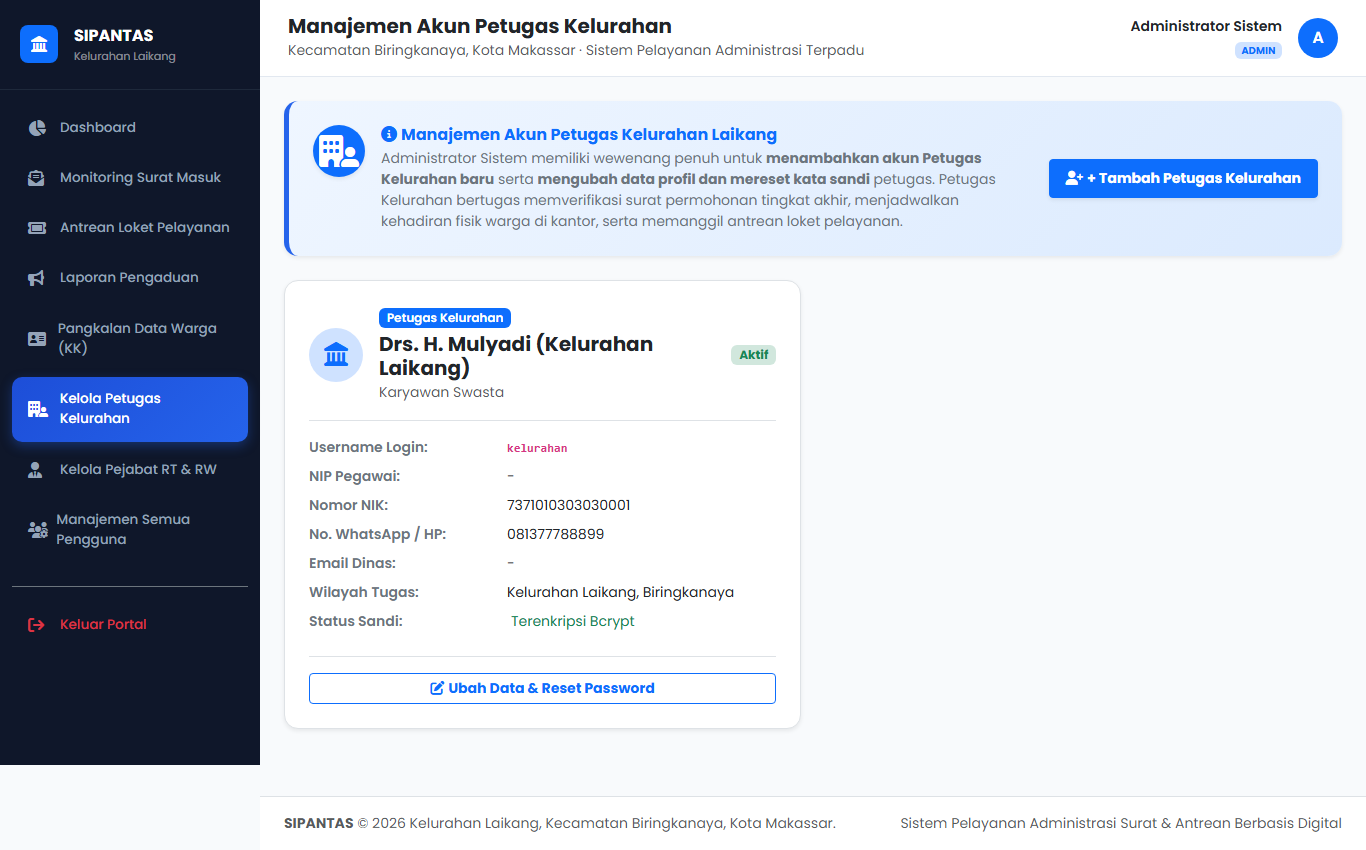 SIPANTAS
Kelurahan Laikang
Dashboard
Monitoring Surat Masuk
Antrean Loket Pelayanan
Laporan Pengaduan
Pangkalan Data Warga
(KK)
Kelola Petugas
Kelurahan
Kelola Pejabat RT & RW
Manajemen Semua
Pengguna
Keluar Portal
Manajemen Akun Petugas Kelurahan
Kecamatan Biringkanaya, Kota Makassar · Sistem Pelayanan Administrasi Terpadu
Administrator Sistem
ADMIN
A
Manajemen Akun Petugas Kelurahan Laikang
Administrator Sistem memiliki wewenang penuh untuk menambahkan akun Petugas
Kelurahan baru serta mengubah data profil dan mereset kata sandi petugas. Petugas
Kelurahan bertugas memverifikasi surat permohonan tingkat akhir, menjadwalkan
kehadiran fisik warga di kantor, serta memanggil antrean loket pelayanan.
+ Tambah Petugas Kelurahan
Petugas Kelurahan
Drs. H. Mulyadi (Kelurahan
Laikang)
Karyawan Swasta
Aktif
Username Login: kelurahan
NIP Pegawai: -
Nomor NIK: 7371010303030001
No. WhatsApp / HP: 081377788899
Email Dinas: -
Wilayah Tugas: Kelurahan Laikang, Biringkanaya
Status Sandi: Terenkripsi Bcrypt
Ubah Data & Reset Password
SIPANTAS © 2026 Kelurahan Laikang, Kecamatan Biringkanaya, Kota Makassar.
Sistem Pelayanan Administrasi Surat & Antrean Berbasis Digital